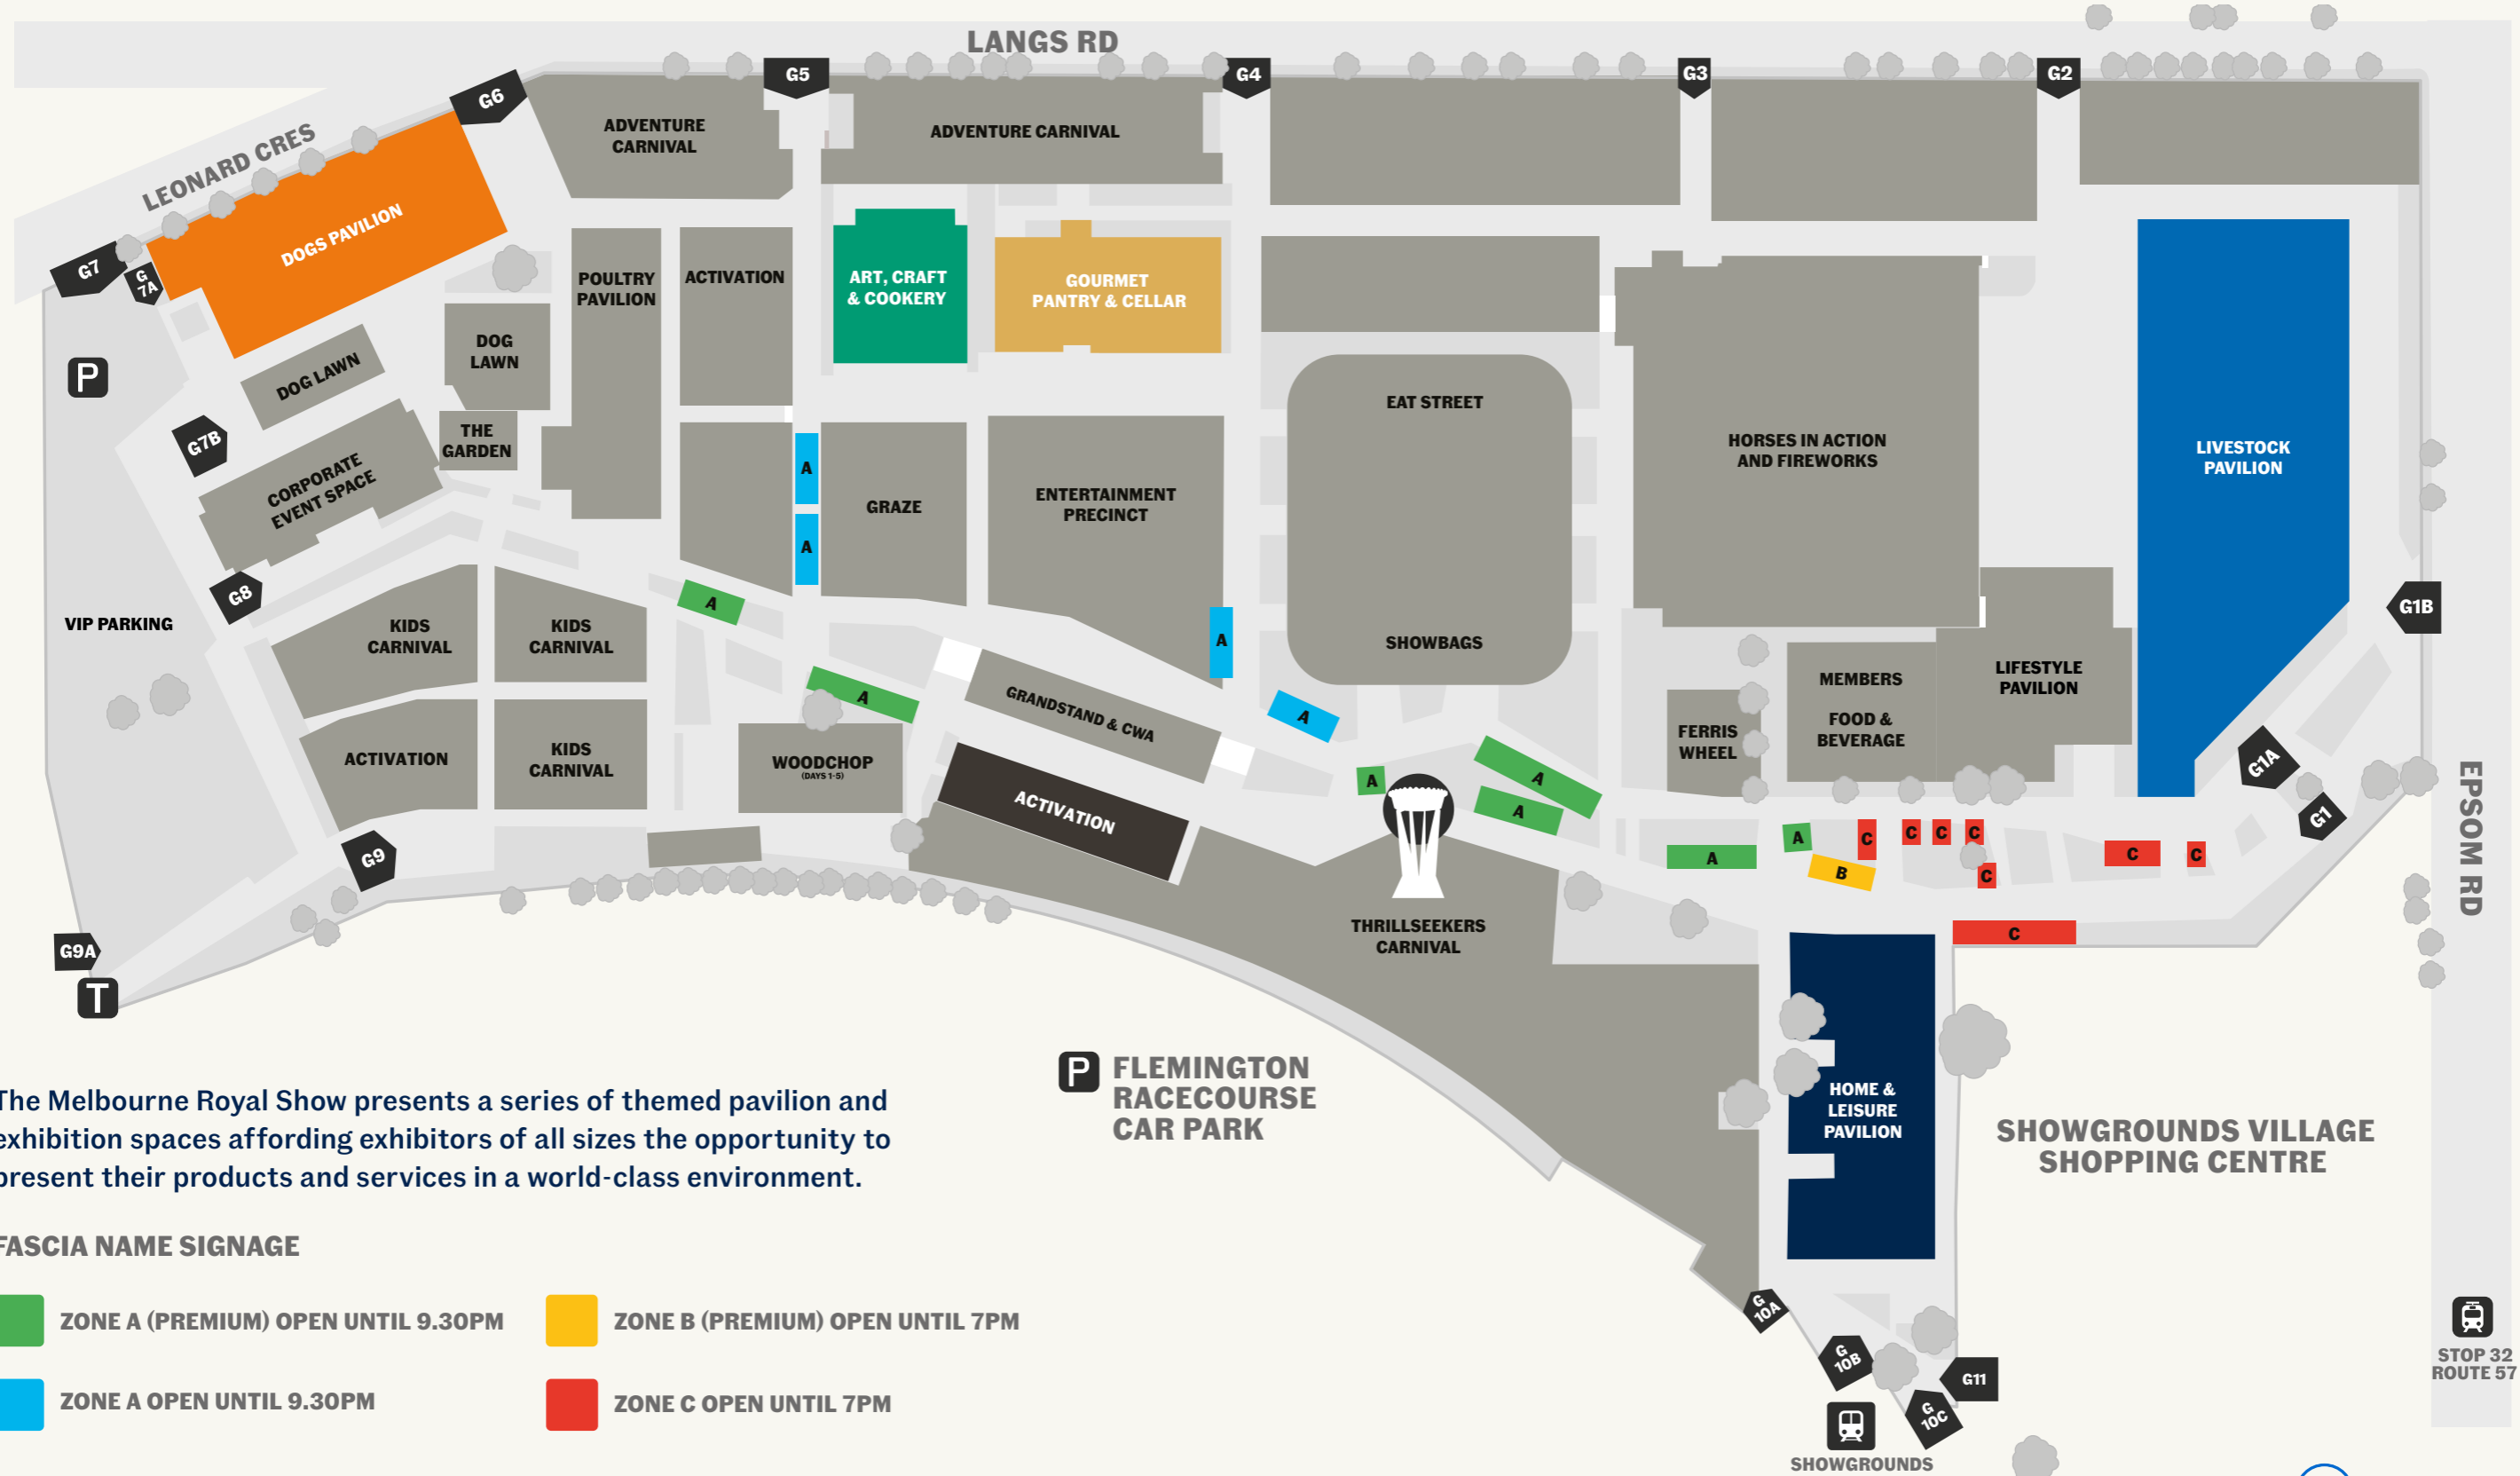 LANGS RD
G5
G4
G3
G2
G6
LEONARD CRES
DOGS PAVILION
G7
G
7A
ADVENTURE
CARNIVAL
ADVENTURE CARNIVAL
POULTRY
PAVILION
ACTIVATION
ART, CRAFT
& COOKERY
GOURMET
PANTRY & CELLAR
DOG
LAWN
DOG LAWN
P
THE
GARDEN
G7B
CORPORATE
EVENT SPACE
EAT STREET
HORSES IN ACTION
AND FIREWORKS
LIVESTOCK
PAVILION
A
A
GRAZE
ENTERTAINMENT
PRECINCT
G8
VIP PARKING
KIDS
CARNIVAL
KIDS
CARNIVAL
A
A
A
SHOWBAGS
G1B
GRANDSTAND & CWA
A
MEMBERS
FOOD &
BEVERAGE
LIFESTYLE
PAVILION
FERRIS
WHEEL
ACTIVATION
KIDS
CARNIVAL
WOODCHOP
(DAYS 1-5)
ACTIVATION
A
A
A
G1A
G1
EPSOM RD
A
A
B
C
C
C
C
C
C
C
C
G9
G9A
T
THRILLSEEKERS
CARNIVAL
P
FLEMINGTON
RACECOURSE
CAR PARK
HOME &
LEISURE
PAVILION
SHOWGROUNDS VILLAGE
SHOPPING CENTRE
The Melbourne Royal Show presents a series of themed pavilion and
exhibition spaces affording exhibitors of all sizes the opportunity to
present their products and services in a world-class environment.
FASCIA NAME SIGNAGE
ZONE A (PREMIUM) OPEN UNTIL 9.30PM
ZONE B (PREMIUM) OPEN UNTIL 7PM
ZONE A OPEN UNTIL 9.30PM
ZONE C OPEN UNTIL 7PM
G
10A
G
10B
G11
G
10C
SHOWGROUNDS
STOP 32
ROUTE 57